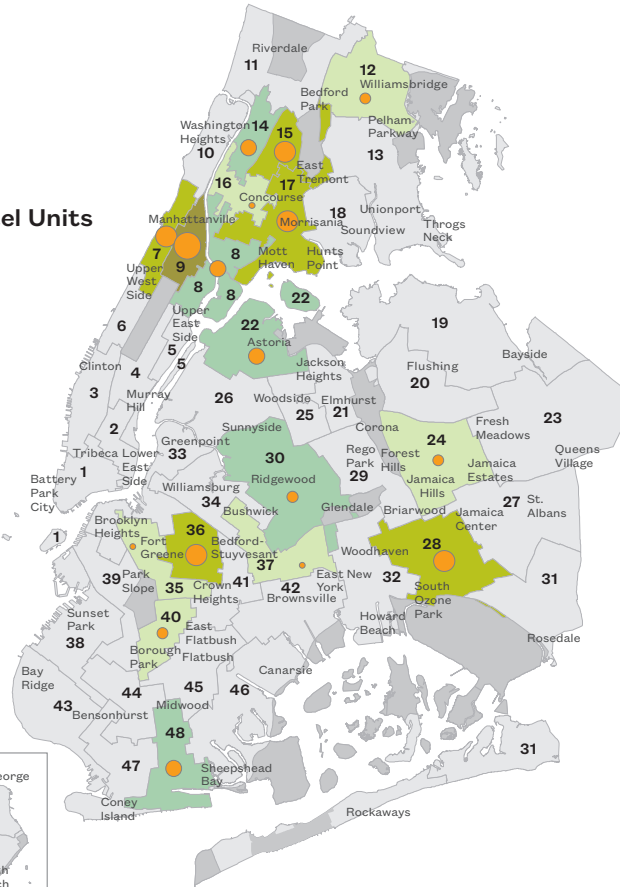 Riverdale
11
12
Williamsbridge
Bedford
Park
Pelham
Parkway
Washington
Heights
14
15
10
13
East
Tremont
16
17
Concourse
el Units
Manhattanville
Morrisania
18
Unionport
Soundview
Throgs
Neck
7
9
8
Mott
Haven
Hunts
Point
Upper
West
Side
8
8
22
Upper
East
Side
6
22
Astoria
19
Bayside
5
5
Clinton
4
Jackson
Heights
Flushing
20
3
Murray
Hill
26
Woodside
25
Elmhurst
21
23
2
Sunnyside
Corona
Fresh
Meadows
Greenpoint
33
24
Tribeca
Lower
East
Side
30
Rego
Park
29
Forest
Hills
Queens
Village
1
Battery
Park
City
Ridgewood
Jamaica
Estates
Jamaica
Hills
Williamsburg
34
Bushwick
Glendale
Briarwood
Jamaica
Center
27
St.
Albans
Brooklyn
Heights
1
36
Fort
Greene
Bedford-
Stuyvesant
28
Woodhaven
37
39
Park
Slope
35
Crown
Heights
41
42
Brownsville
East New
York
32
South
Ozone
Park
31
Sunset
Park
38
40
East
Flatbush
Flatbush
Howard
Beach
Rosedale
Borough
Park
Bay
Ridge
43
44
45
46
Canarsie
Bensonhurst
Midwood
48
47
Sheepshead
Bay
31
Coney
Island
Rockaways
eorge
h
ch